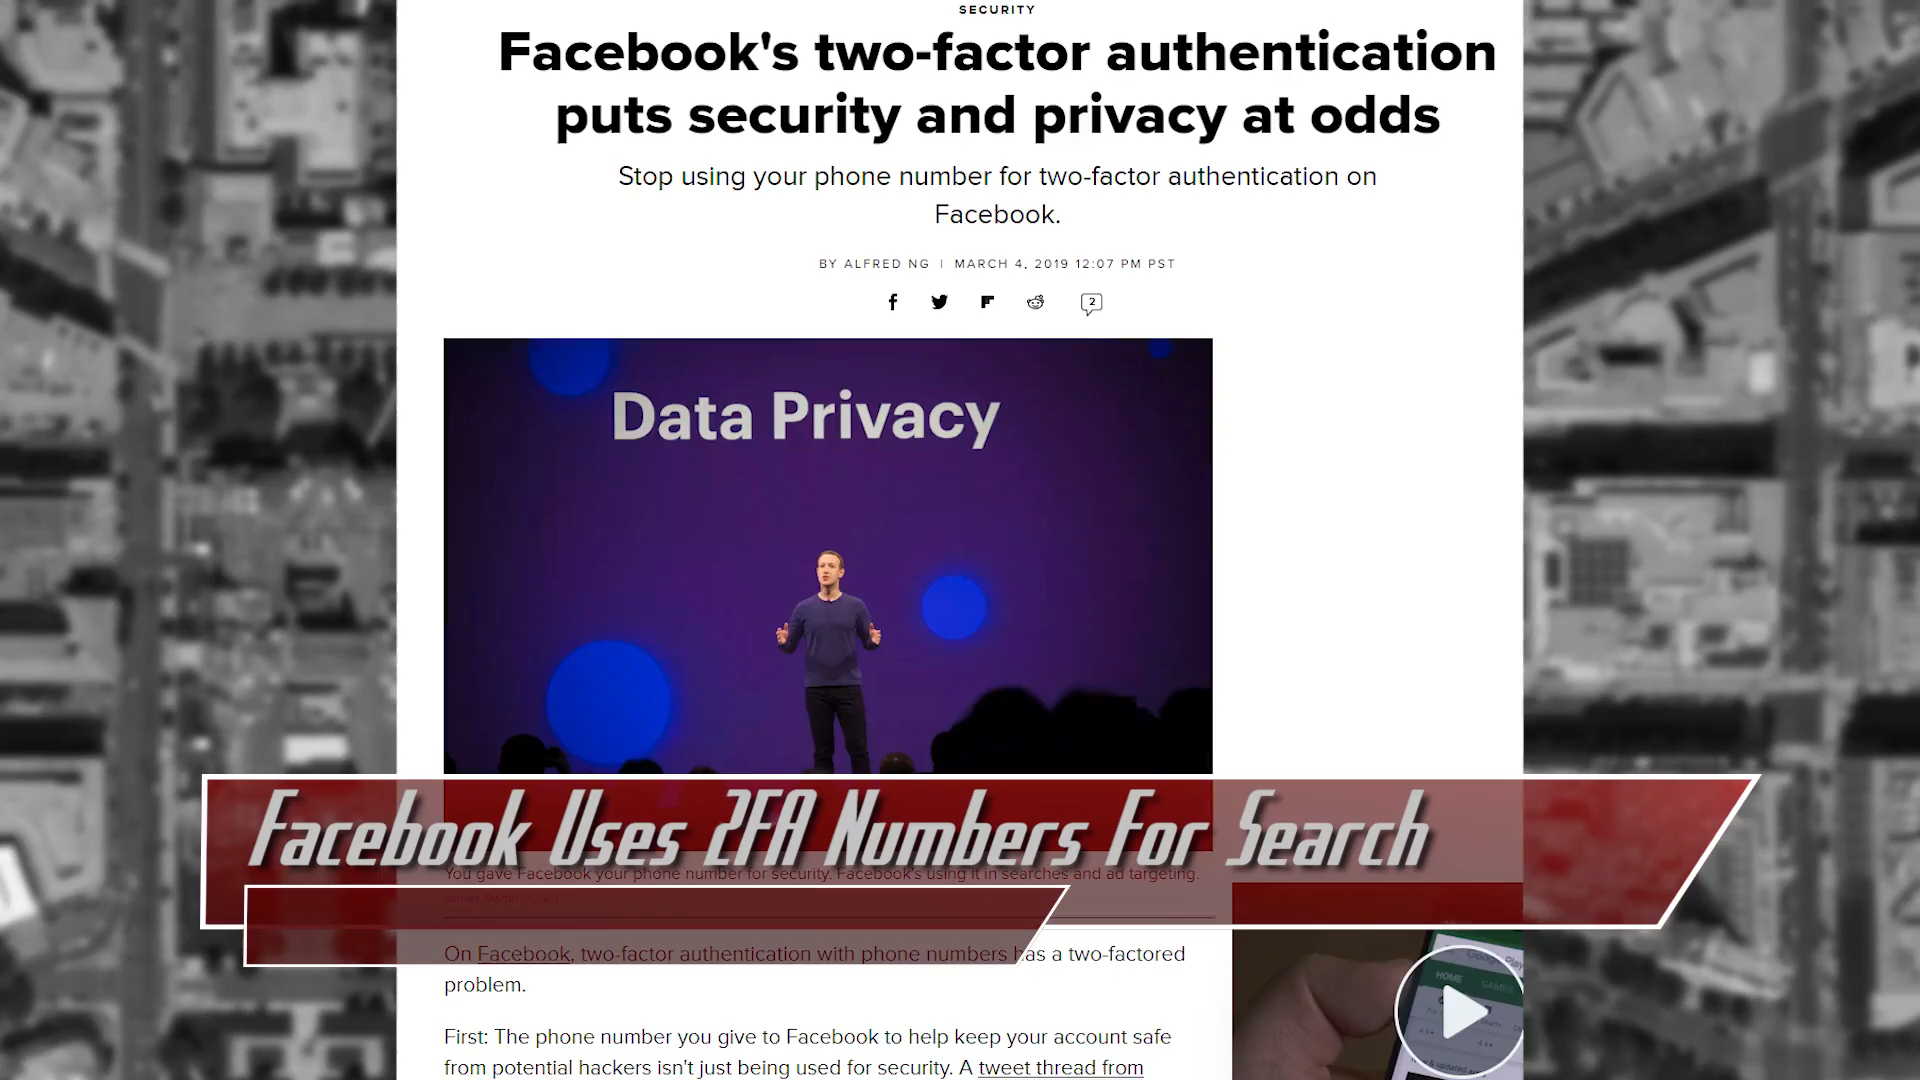 SECURITY
Facebook's two-factor authentication
puts security and privacy at odds
Stop using your phone number for two-factor authentication on
Facebook.
BY ALFRED NG | MARCH 4, 2019 12:07 PM PST
2
Data Privacy
Facebook Uses 2FA Numbers For Search
You gave Facebook your phone number for security. Facebook's using it in searches and ad targeting.
On Facebook, two-factor authentication with phone numbers has a two-factored
problem.
First: The phone number you give to Facebook to help keep your account safe
from potential hackers isn't just being used for security. A tweet thread from
Google Play
HOME GAMES